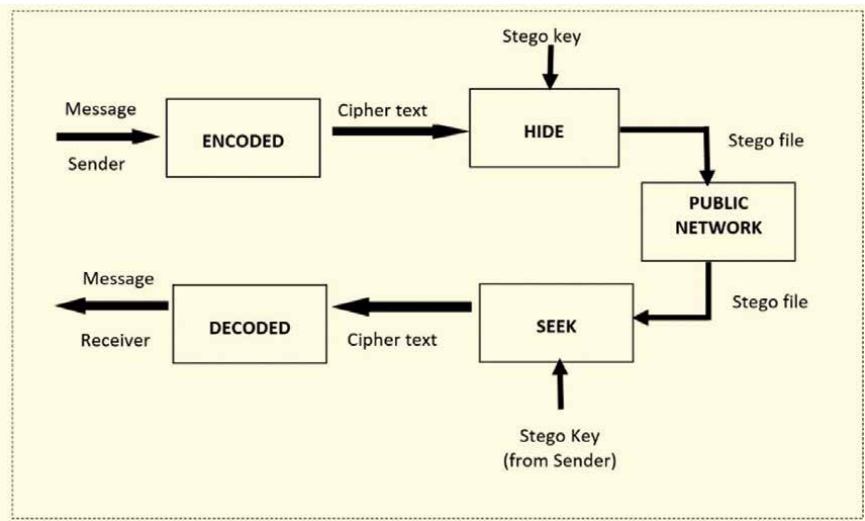 Stego key
Message
Sender
ENCODED
Cipher text
HIDE
Stego file
PUBLIC
NETWORK
Stego file
Message
Receiver
DECODED
Cipher text
SEEK
Stego Key
(from Sender)